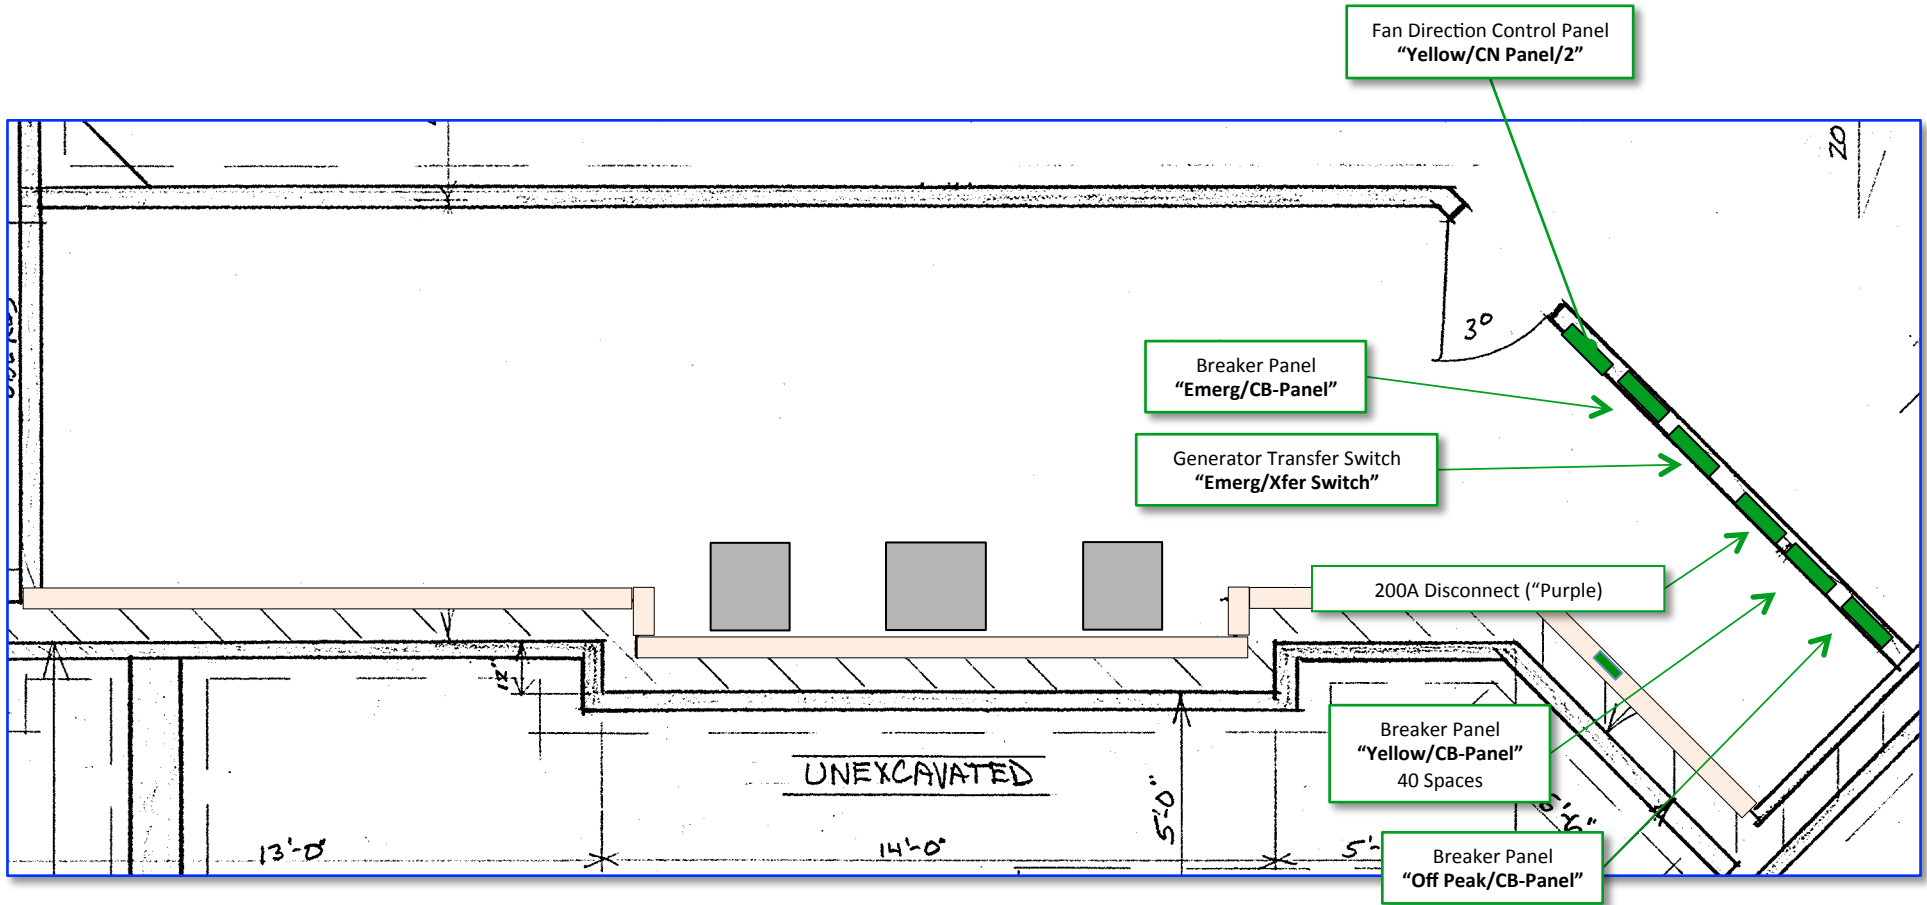 Fan Direction Control Panel
“Yellow/CN Panel/2”
20
3⁰
Breaker Panel
“Emerg/CB-Panel”
Generator Transfer Switch
“Emerg/Xfer Switch”
200A Disconnect (“Purple)
12"
Breaker Panel
“Yellow/CB-Panel”
40 Spaces
UNEXCAVATED
5'-0"
13'-0"
14'-0"
5'-
Breaker Panel
“Off Peak/CB-Panel”